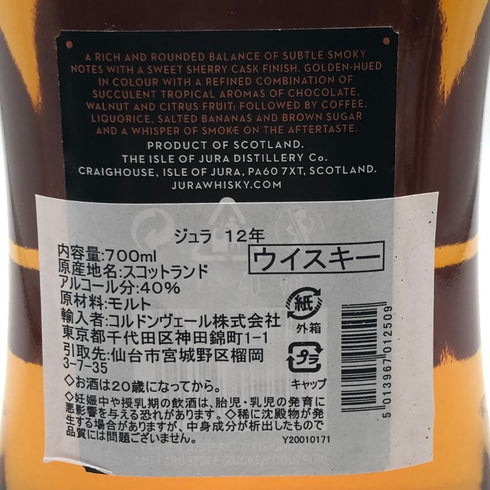 A RICH AND ROUNDED BALANCE OF SUBTLE SMOKY
NOTES WITH A SWEET SHERRY CASK FINISH. GOLDEN-HUED
IN COLOUR WITH A REFINED COMBINATION OF
SUCCULENT TROPICAL AROMAS OF CHOCOLATE,
WALNUT AND CITRUS FRUIT; FOLLOWED BY COFFEE,
LIQUORICE, SALTED BANANAS AND BROWN SUGAR
AND A WHISPER OF SMOKE ON THE AFTERTASTE.
PRODUCT OF SCOTLAND.
THE ISLE OF JURA DISTILLERY Co.
CRAIGHOUSE, ISLE OF JURA, PA60 7XT, SCOTLAND.
JURAWHISKY.COM
ジュラ 12年
内容量:700ml
原産地名:スコットランド
ウイスキー
アルコール分:40%
原材料:モルト
輸入者:コルドンヴェール株式会社
東京都千代田区神田錦町1-1
引取先:仙台市宮城野区榴岡
3-7-35
紙
外箱
プラ
キャップ
◇お酒は20歳になってから。
◇妊娠中や授乳期の飲酒は、胎児・乳児の発育に
悪影響を与える恐れがあります。◇稀に沈殿物が発
生する事がありますが、中身成分が析出したもので
品質には問題ありません。
Y20010171
5013967012509